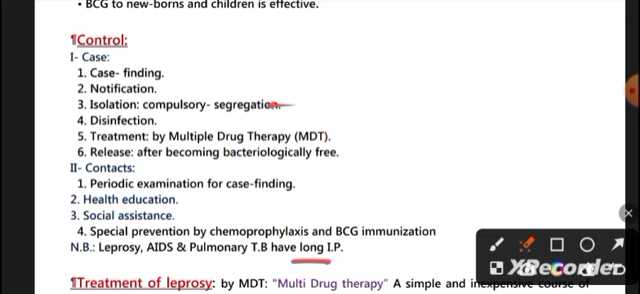 • BCG to new-borns and children is effective.
¶Control:
I- Case:
1. Case- finding.
2. Notification.
3. Isolation: compulsory- segregation.
4. Disinfection.
5. Treatment: by Multiple Drug Therapy (MDT).
6. Release: after becoming bacteriologically free.
II- Contacts:
1. Periodic examination for case-finding.
2. Health education.
3. Social assistance.
4. Special prevention by chemoprophylaxis and BCG immunization
N.B.: Leprosy, AIDS & Pulmonary T.B have long I.P.
¶Treatment of leprosy: by MDT: "Multi Drug therapy" A simple and inexpensive course of
XRecorder